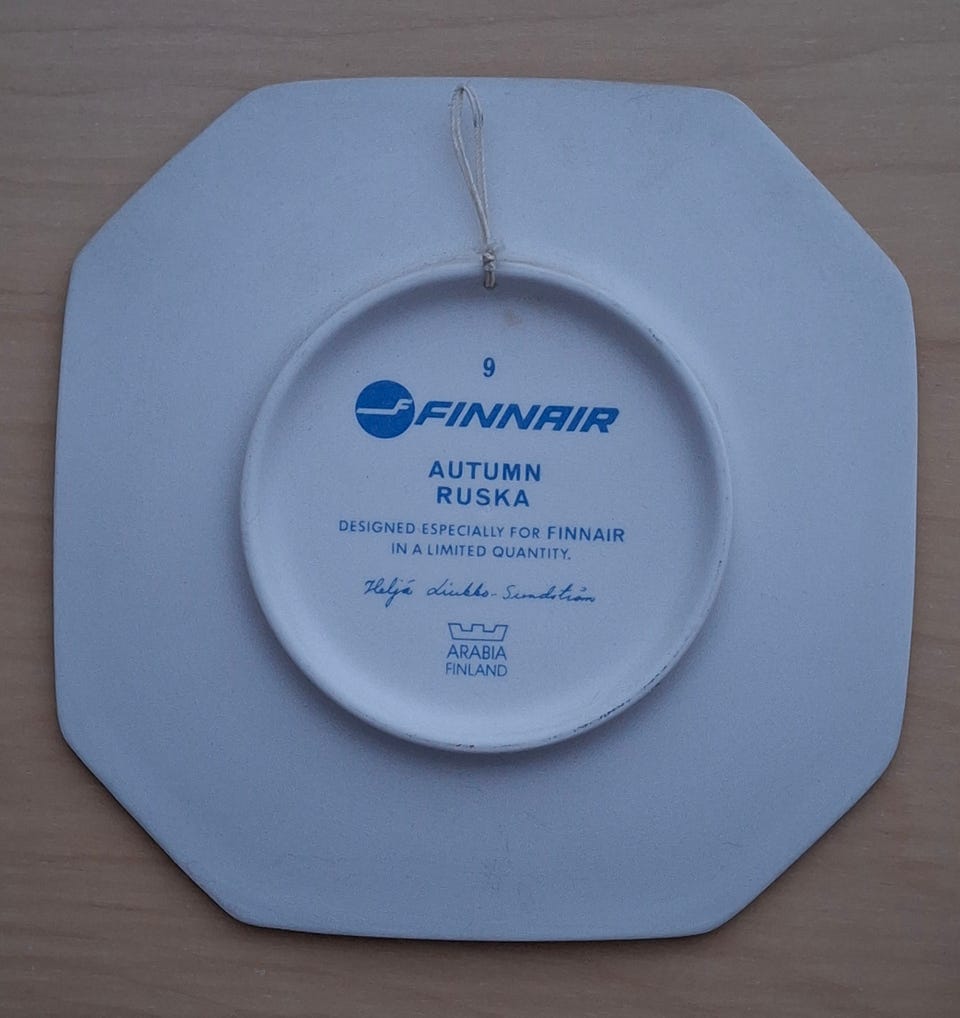 9
FINNAIR
AUTUMN
RUSKA
DESIGNED ESPECIALLY FOR FINNAIR
IN A LIMITED QUANTITY.
Heljä Liukko-Sundström
ARABIA
FINLAND